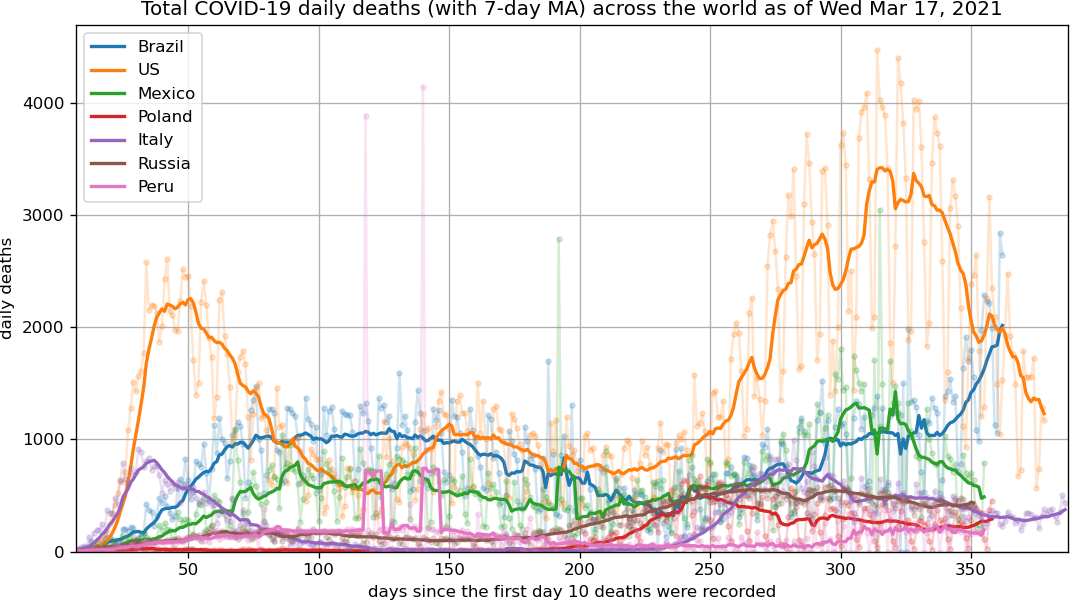 Total COVID-19 daily deaths (with 7-day MA) across the world as of Wed Mar 17, 2021
Brazil
US
Mexico
Poland
Italy
Russia
Peru
4000
3000
2000
1000
0
daily deaths
50 100 150 200 250 300 350
days since the first day 10 deaths were recorded